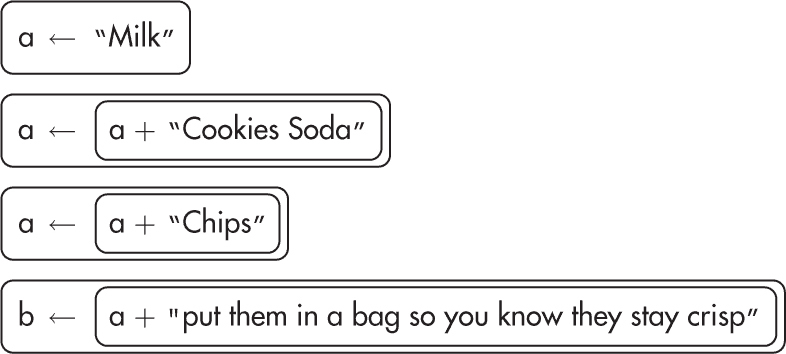 a ← “Milk”
a ← a + “Cookies Soda”
a ← a + “Chips”
b ← a + "put them in a bag so you know they stay crisp”